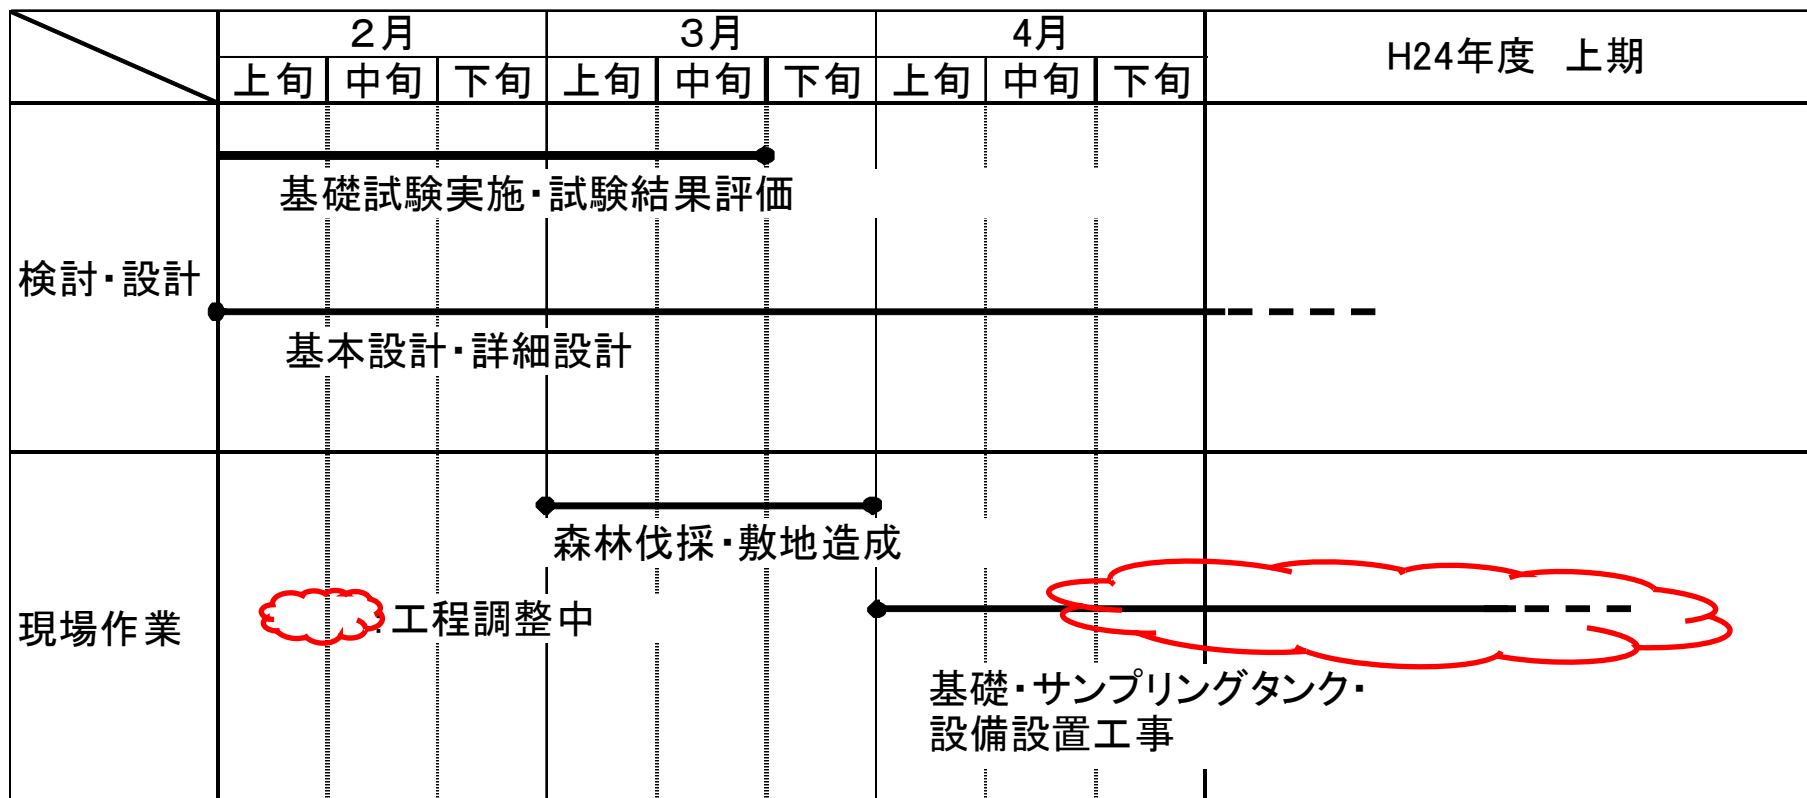 2月 3月 4月 H24年度 上期
上旬 中旬 下旬 上旬 中旬 下旬 上旬 中旬 下旬
基礎試験実施・試験結果評価
検討・設計
基本設計・詳細設計
森林伐採・敷地造成
現場作業
:工程調整中
基礎・サンプリングタンク・
設備設置工事